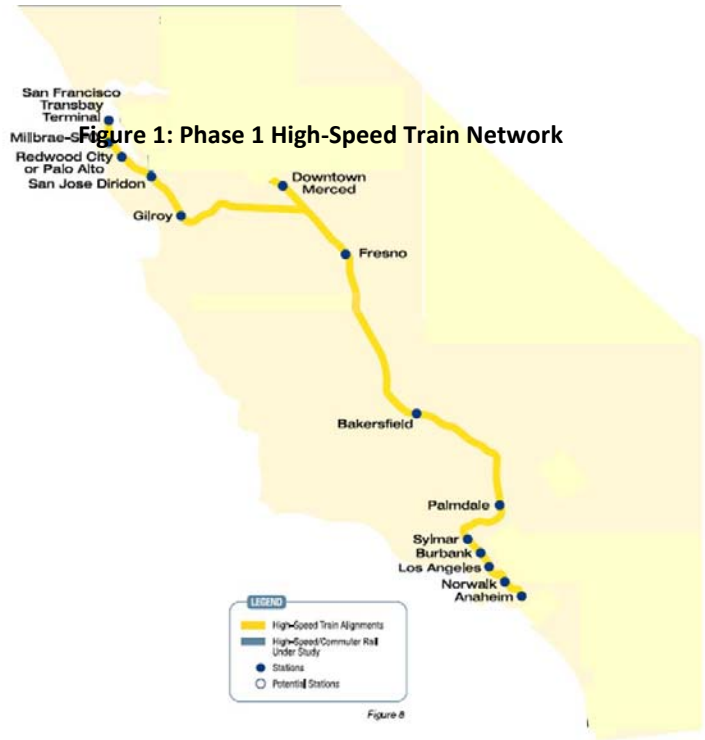 San Francisco
Transbay
Terminal
Figure 1: Phase 1 High-Speed Train Network
Millbrae-SFO
Redwood City
or Palo Alto
San Jose Diridon
Downtown
Merced
Gilroy
Fresno
Bakersfield
Palmdale
Sylmar
Burbank
Los Angeles
Norwalk
Anaheim
LEGEND
High-Speed Train Alignments
High-Speed/Commuter Rail
Under Study
Stations
Potential Stations
Figure 8